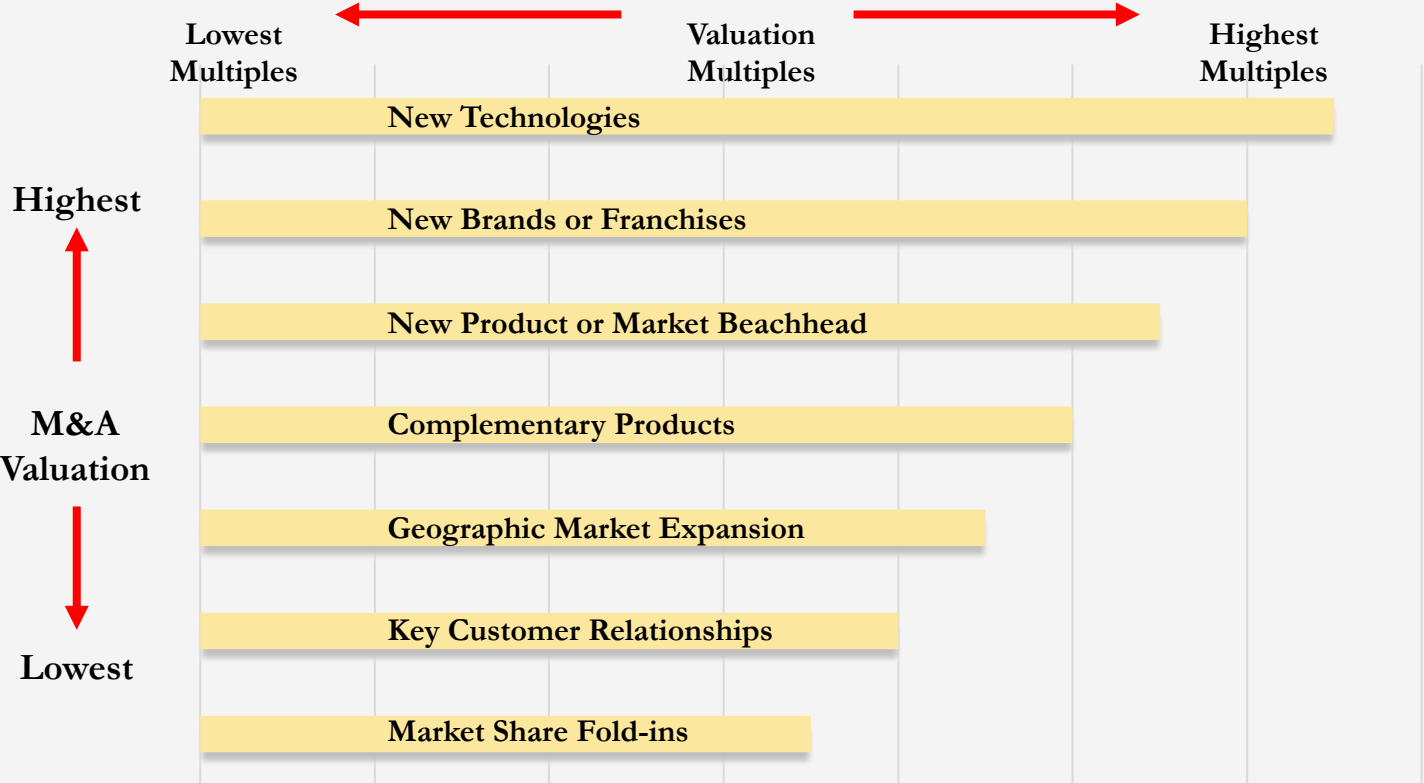 Lowest
Multiples
Valuation
Multiples
Highest
Multiples
New Technologies
Highest
New Brands or Franchises
New Product or Market Beachhead
M&A
Valuation
Complementary Products
Geographic Market Expansion
Key Customer Relationships
Lowest
Market Share Fold-ins